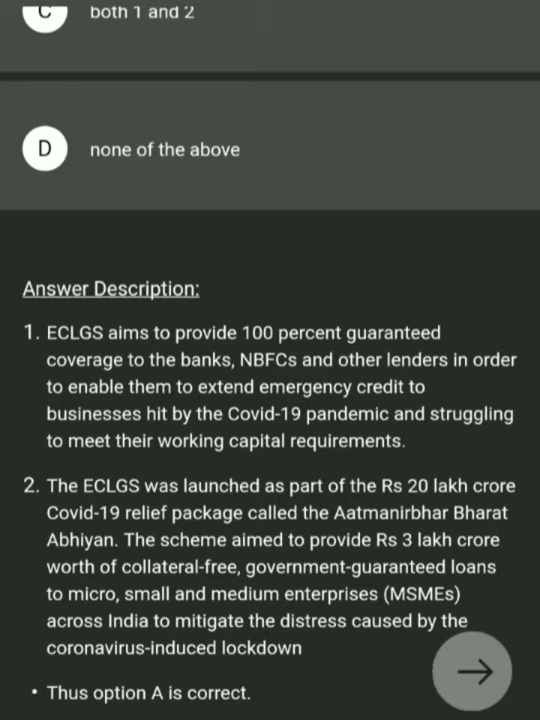 C both 1 and 2
D none of the above
Answer Description:
1. ECLGS aims to provide 100 percent guaranteed
coverage to the banks, NBFCs and other lenders in order
to enable them to extend emergency credit to
businesses hit by the Covid-19 pandemic and struggling
to meet their working capital requirements.
2. The ECLGS was launched as part of the Rs 20 lakh crore
Covid-19 relief package called the Aatmanirbhar Bharat
Abhiyan. The scheme aimed to provide Rs 3 lakh crore
worth of collateral-free, government-guaranteed loans
to micro, small and medium enterprises (MSMEs)
across India to mitigate the distress caused by the
coronavirus-induced lockdown
• Thus option A is correct.